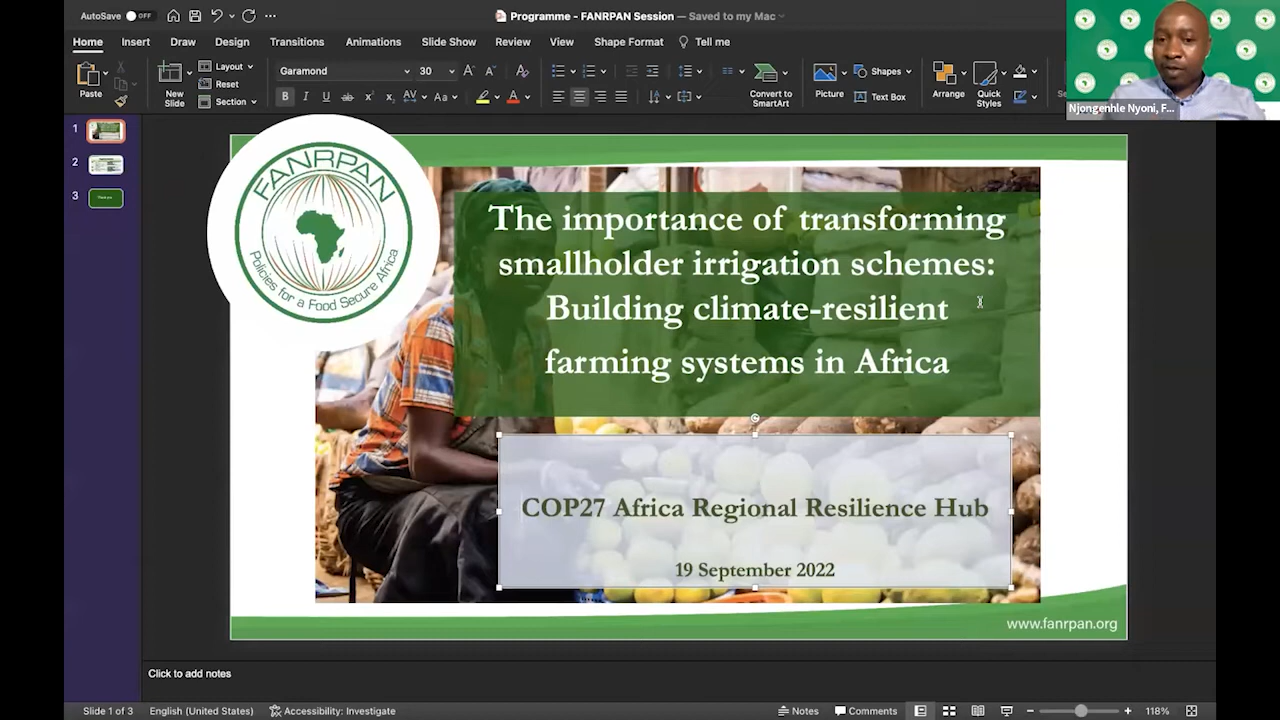 AutoSave
OFF
Programme - FANRPAN Session — Saved to my Mac
Home
Insert
Draw
Design
Transitions
Animations
Slide Show
Review
View
Shape Format
Tell me
Paste
New
Slide
Layout
Reset
Section
Garamond
30
B
I
U
Convert to
SmartArt
Picture
Shapes
Text Box
Arrange
Quick
Styles
Njongenhle Nyoni, F...
1
2
3
FANRPAN
Policies for a Food Secure Africa
The importance of transforming
smallholder irrigation schemes:
Building climate-resilient
farming systems in Africa
COP27 Africa Regional Resilience Hub
19 September 2022
www.fanrpan.org
Click to add notes
Slide 1 of 3
English (United States)
Accessibility: Investigate
Notes
Comments
118%